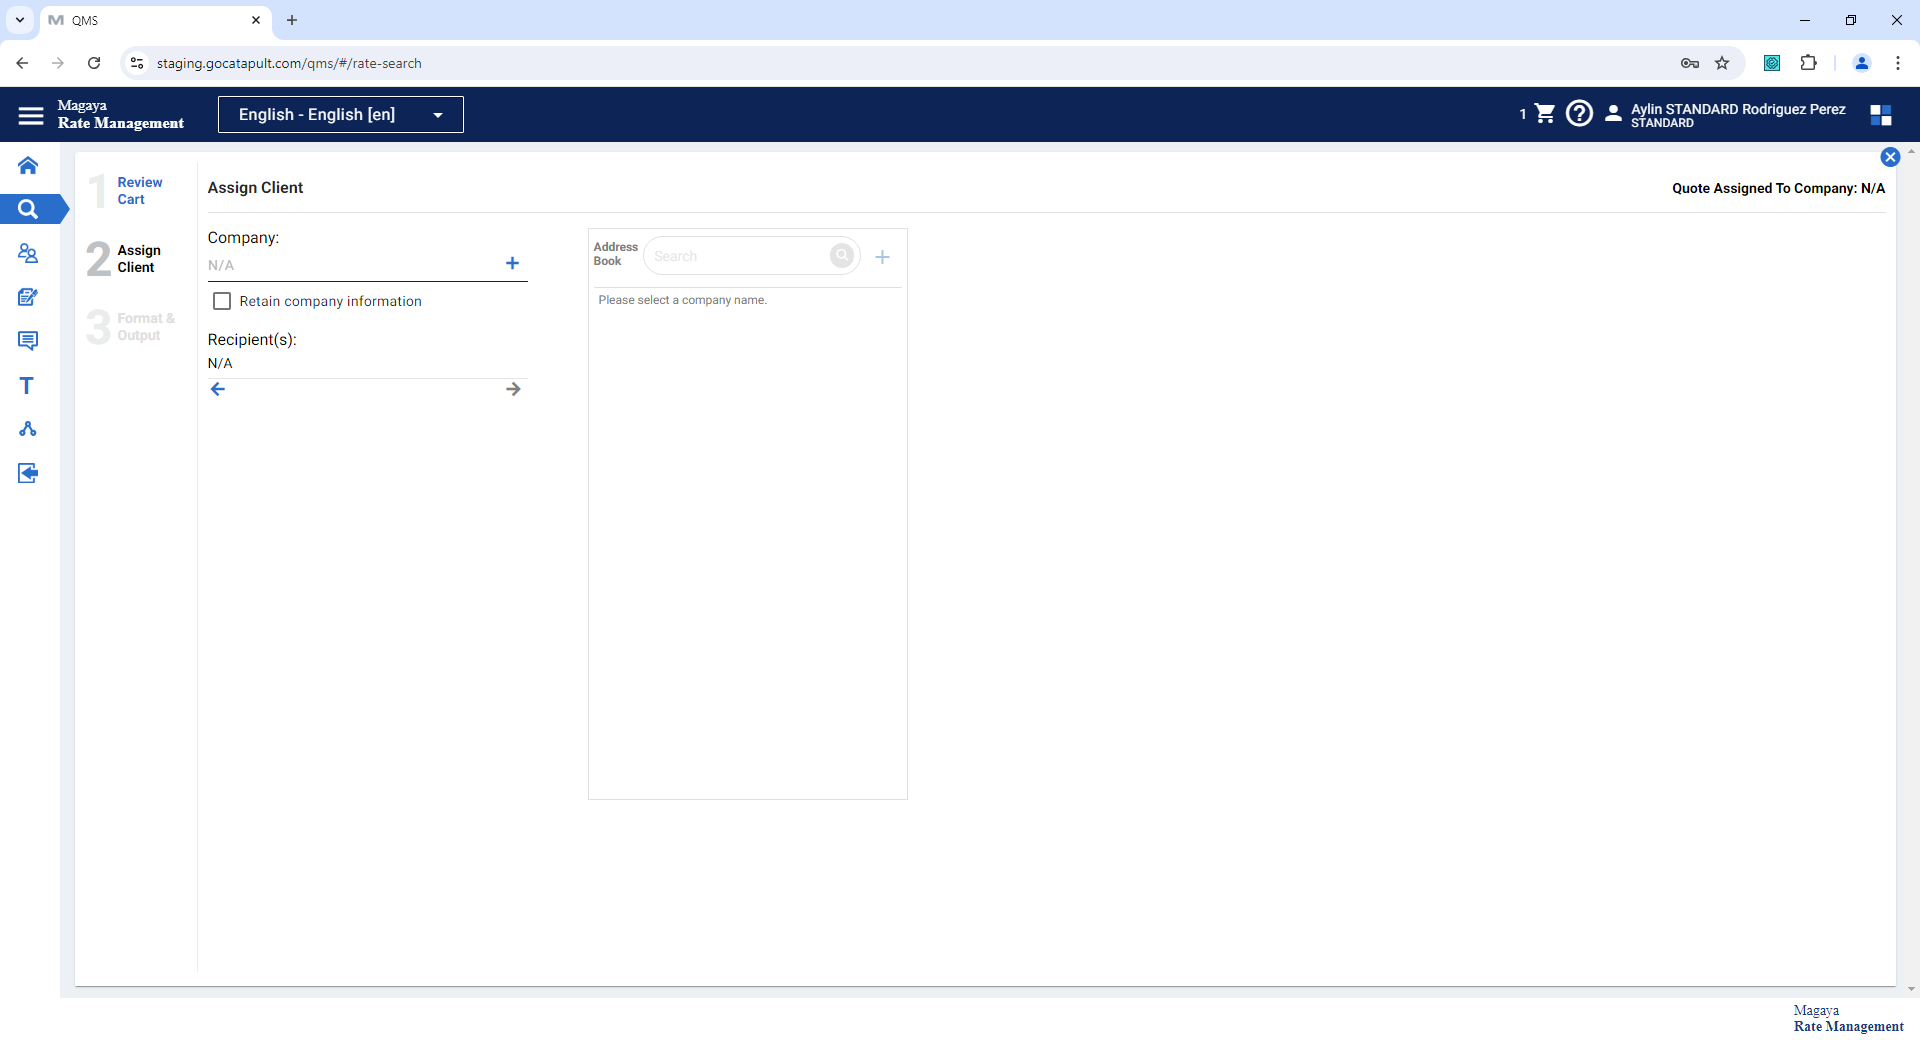 QMS
staging.gocatapult.com/qms/#/rate-search
Magaya
Rate Management
English - English [en]
1
Aylin STANDARD Rodriguez Perez
STANDARD
1 Review
Cart
2 Assign
Client
3 Format &
Output
Assign Client
Quote Assigned To Company: N/A
Company:
N/A
Retain company information
Recipient(s):
N/A
Address
Book
Search
Please select a company name.
T
Magaya
Rate Management